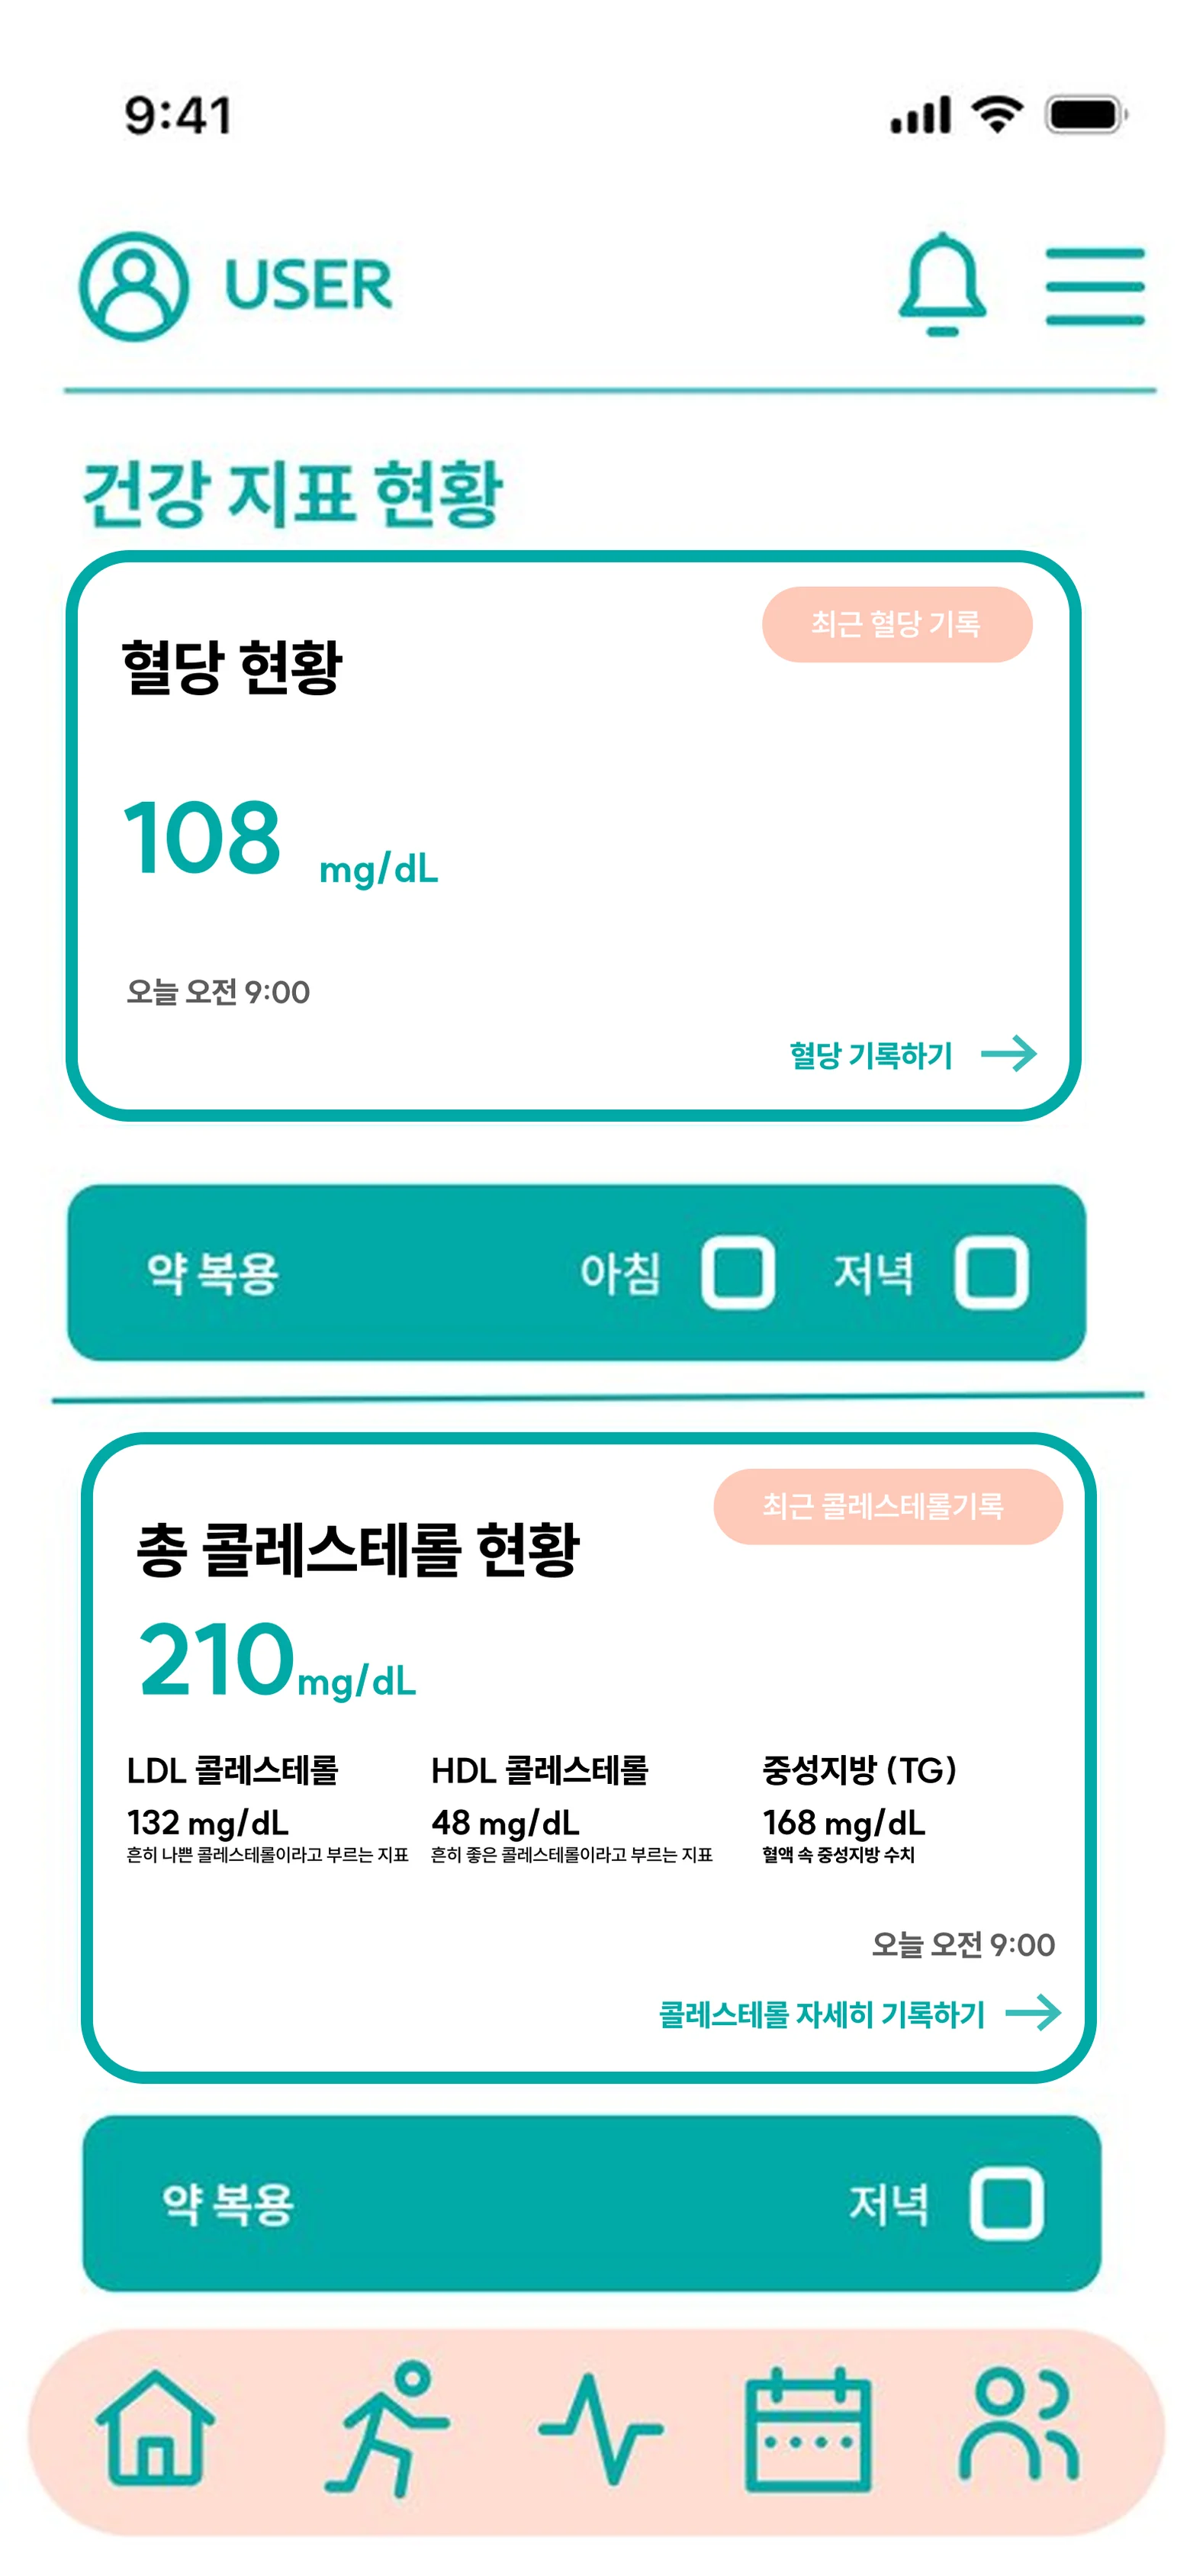 9:41
USER
건강 지표 현황
최근 혈당 기록
혈당 현황
108 mg/dL
오늘 오전 9:00
혈당 기록하기
약 복용 아침 저녁
최근 콜레스테롤기록
총 콜레스테롤 현황
210mg/dL
LDL 콜레스테롤 HDL 콜레스테롤 중성지방 (TG)
132 mg/dL 48 mg/dL 168 mg/dL
흔히 나쁜 콜레스테롤이라고 부르는 지표 흔히 좋은 콜레스테롤이라고 부르는 지표 혈액 속 중성지방 수치
오늘 오전 9:00
콜레스테롤 자세히 기록하기
약 복용 저녁